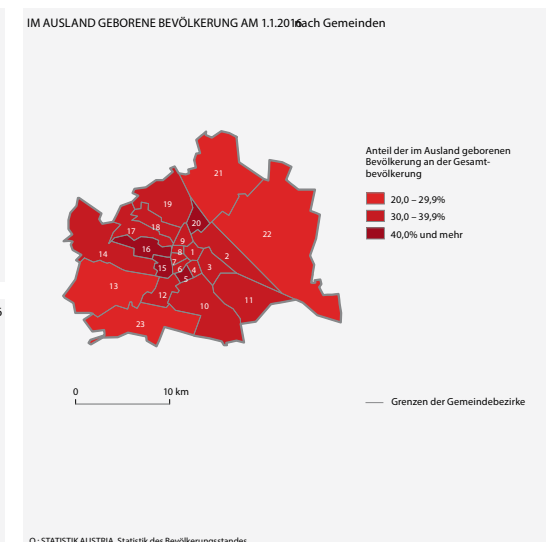 IM AUSLAND GEBORENE BEVÖLKERUNG AM 1.1.2016 nach Gemeinden
Anteil der im Ausland geborenen
Bevölkerung an der Gesamt-
bevölkerung
20,0 – 29,9%
30,0 – 39,9%
40,0% und mehr
21
19
20
22
18
17
9
16
8
1
2
14
7
15
6
4
3
5
13
12
10
11
23
0 10 km
Grenzen der Gemeindebezirke
Q.: STATISTIK AUSTRIA, Statistik des Bevölkerungsstandes